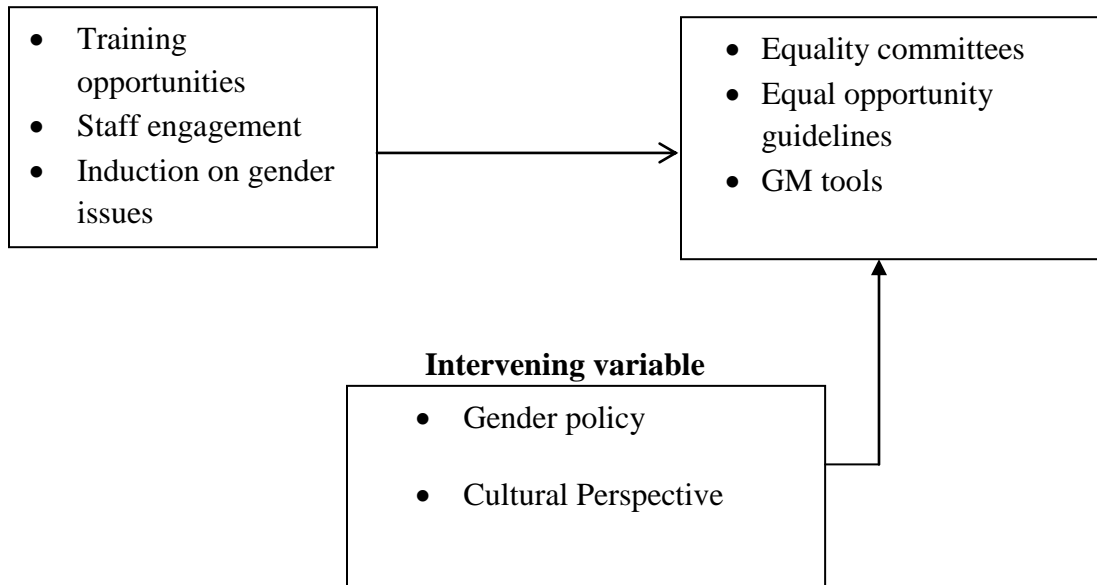 • Training
opportunities
• Staff engagement
• Induction on gender
issues
• Equality committees
• Equal opportunity
guidelines
• GM tools
Intervening variable
• Gender policy
• Cultural Perspective